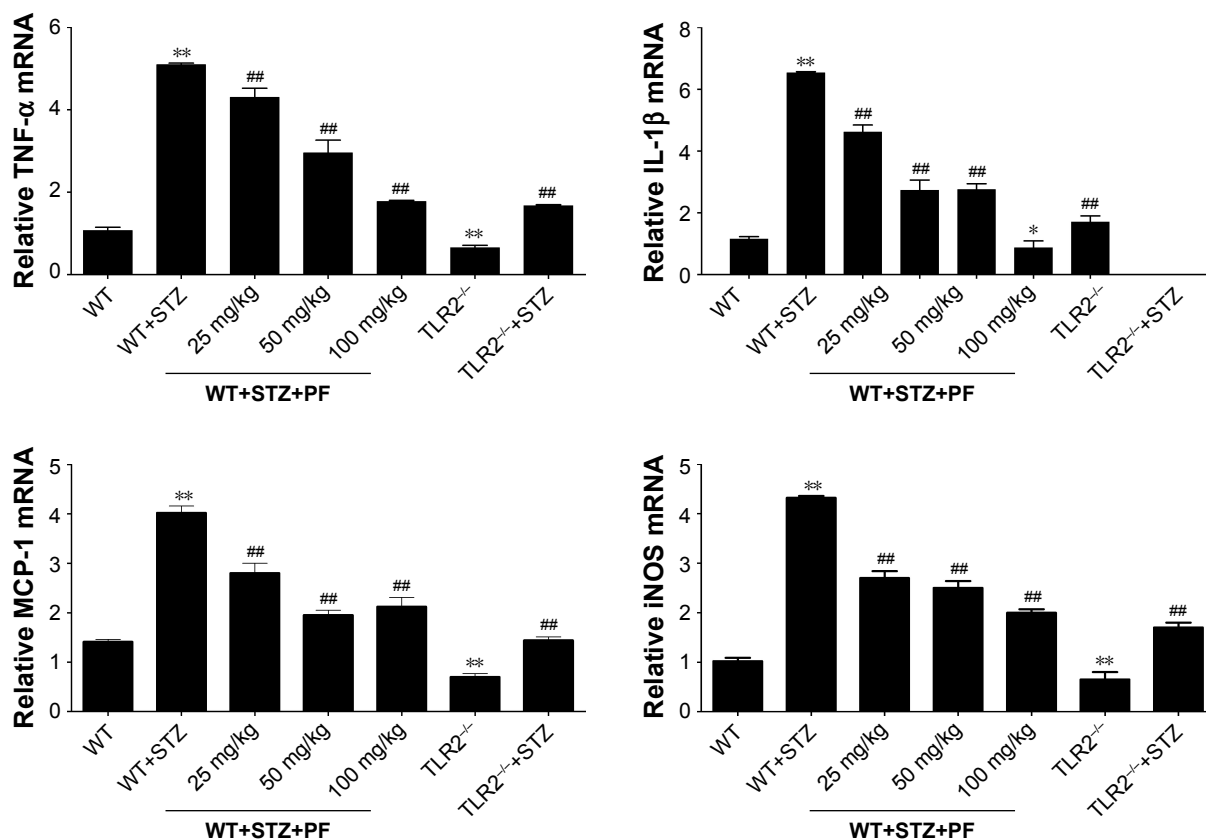 Relative TNF-α mRNA
6
4
2
0
**
##
##
##
**
##
WT
WT+STZ
25 mg/kg
50 mg/kg
100 mg/kg
TLR2⁻/⁻
TLR2⁻/⁻+STZ
WT+STZ+PF
Relative IL-1β mRNA
8
6
4
2
0
**
##
##
##
*
##
WT
WT+STZ
25 mg/kg
50 mg/kg
100 mg/kg
TLR2⁻/⁻
TLR2⁻/⁻+STZ
WT+STZ+PF
Relative MCP-1 mRNA
5
4
3
2
1
0
**
##
##
##
**
##
WT
WT+STZ
25 mg/kg
50 mg/kg
100 mg/kg
TLR2⁻/⁻
TLR2⁻/⁻+STZ
WT+STZ+PF
Relative iNOS mRNA
5
4
3
2
1
0
**
##
##
##
**
##
WT
WT+STZ
25 mg/kg
50 mg/kg
100 mg/kg
TLR2⁻/⁻
TLR2⁻/⁻+STZ
WT+STZ+PF